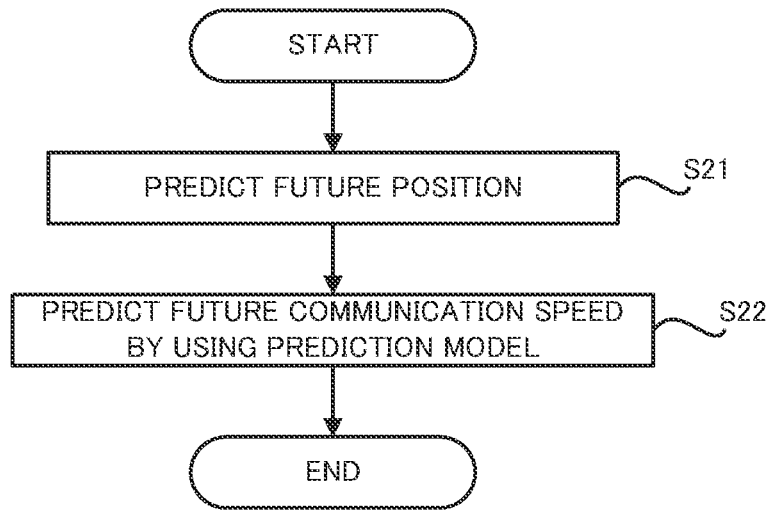 START
PREDICT FUTURE POSITION
S21
PREDICT FUTURE COMMUNICATION SPEED
BY USING PREDICTION MODEL
S22
END